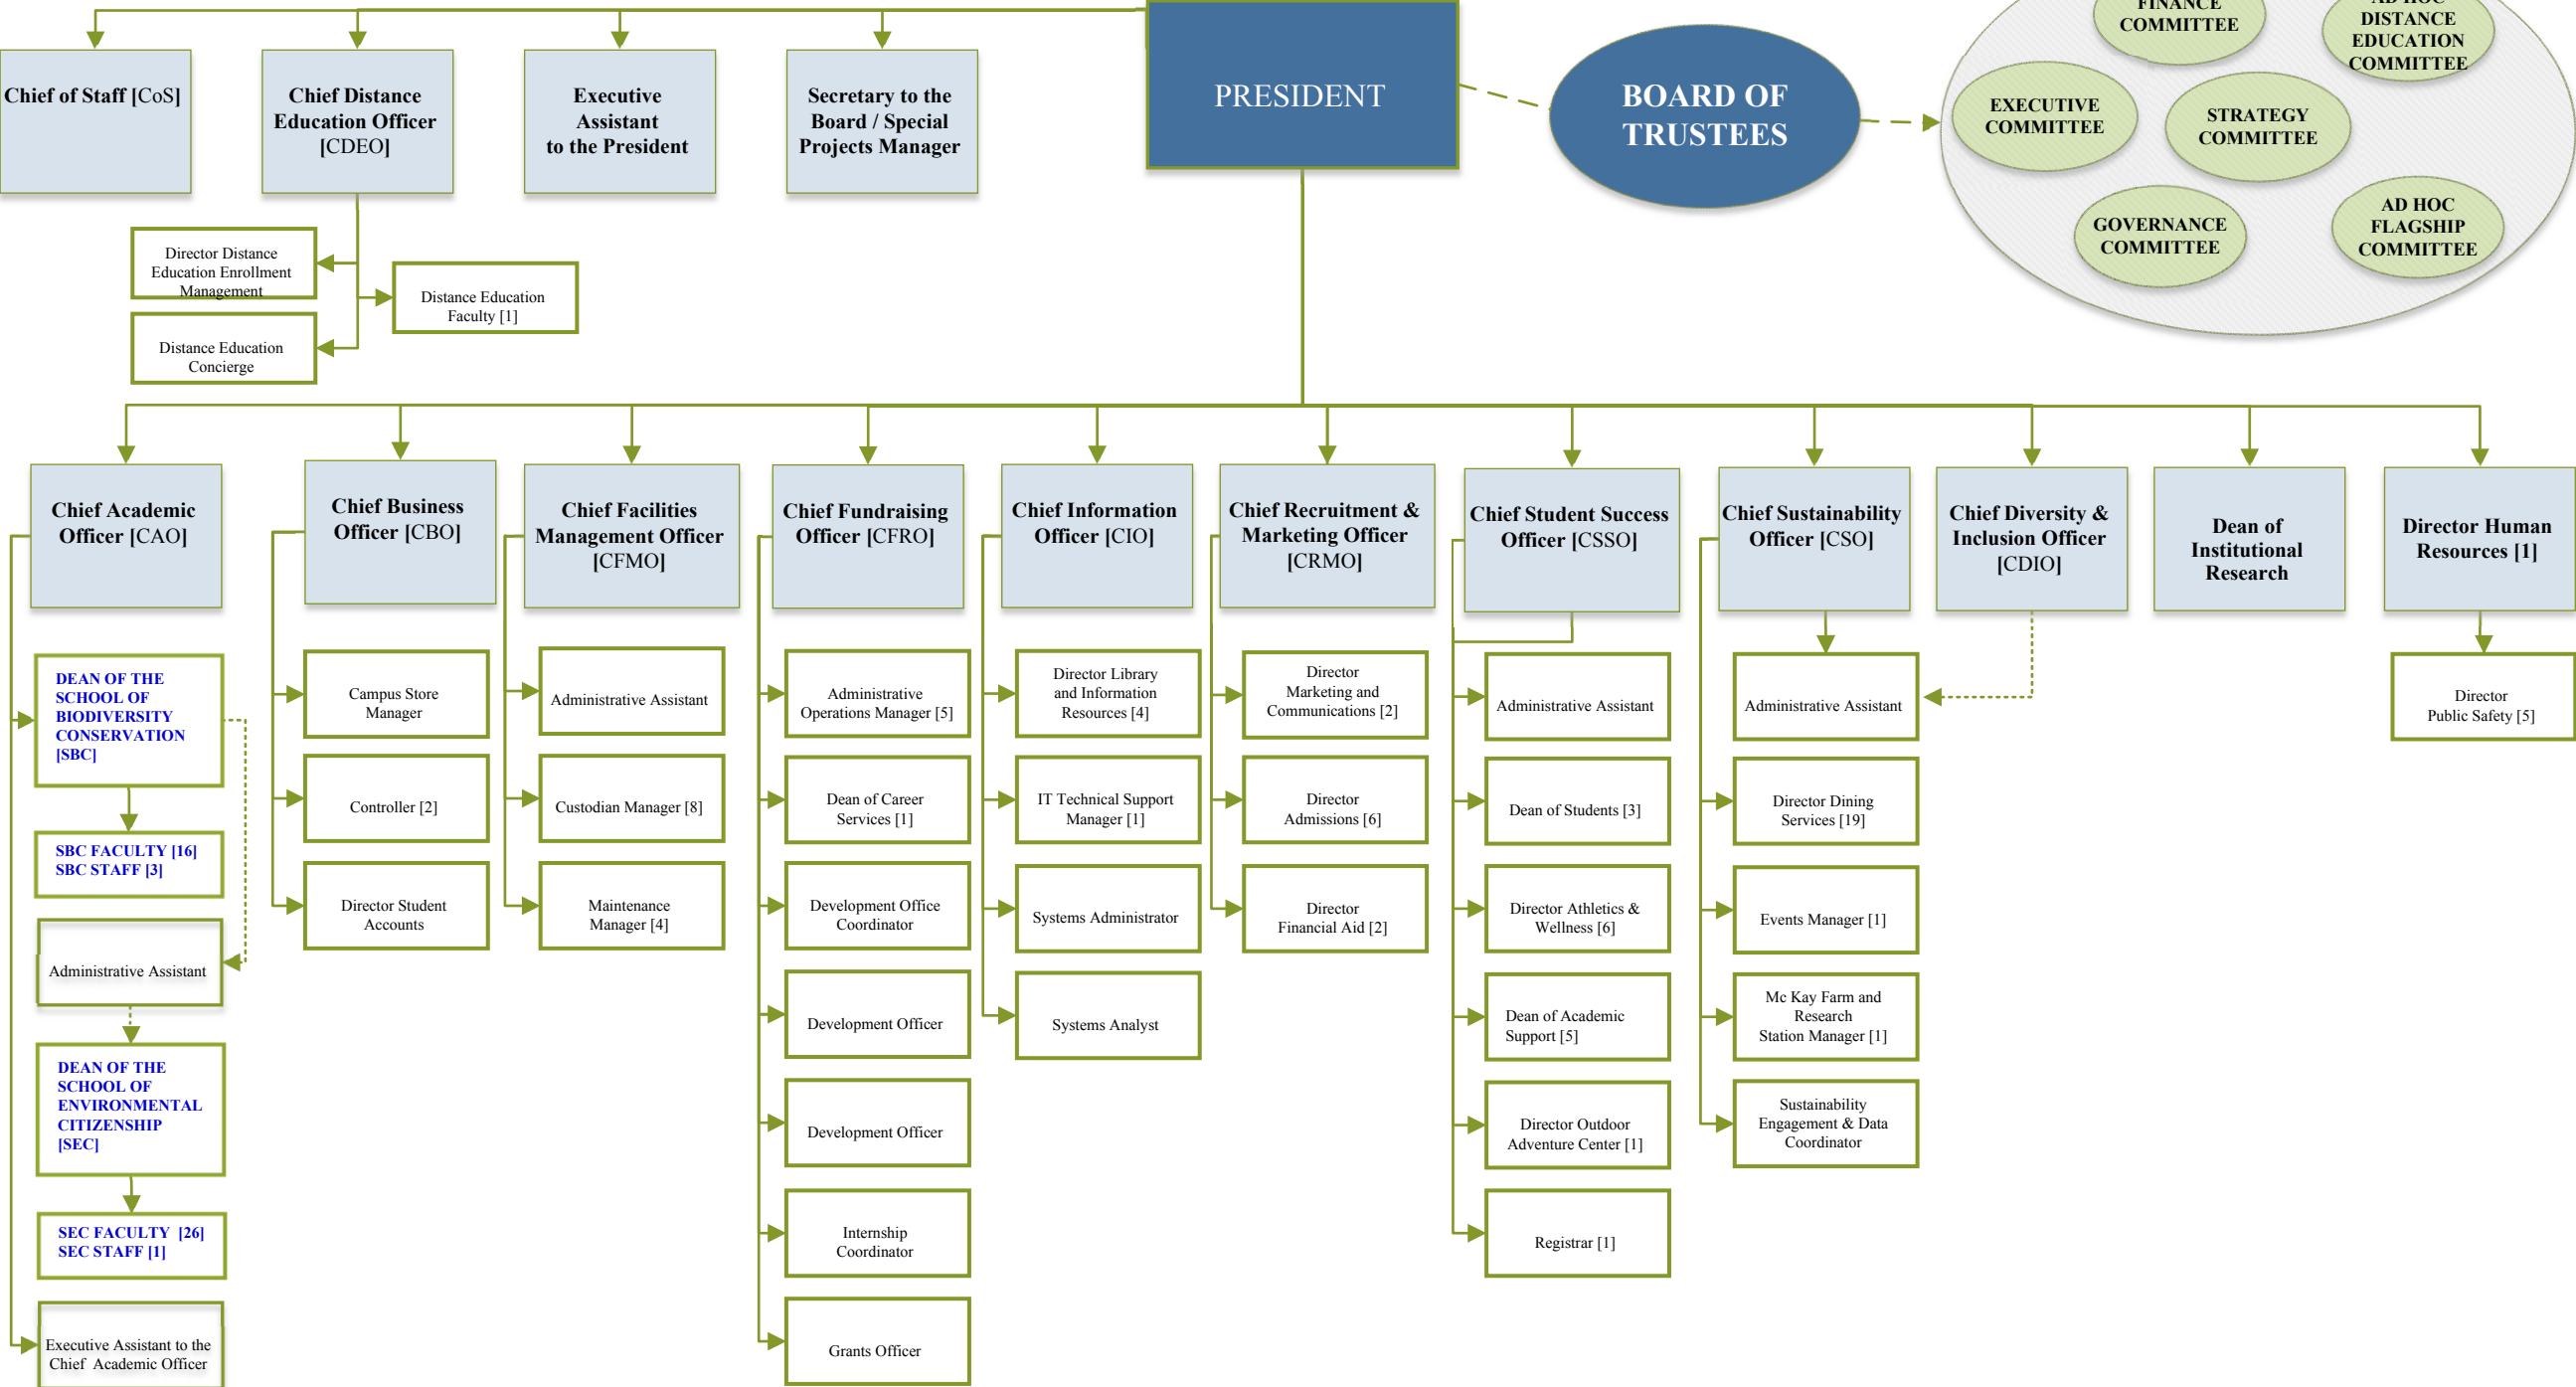 FINANCE
COMMITTEE
AD HOC
DISTANCE
EDUCATION
COMMITTEE
Chief of Staff [CoS]
Chief Distance
Education Officer
[CDEO]
Executive
Assistant
to the President
Secretary to the
Board / Special
Projects Manager
PRESIDENT
BOARD OF
TRUSTEES
EXECUTIVE
COMMITTEE
STRATEGY
COMMITTEE
GOVERNANCE
COMMITTEE
AD HOC
FLAGSHIP
COMMITTEE
Director Distance
Education Enrollment
Management
Distance Education
Faculty [1]
Distance Education
Concierge
Chief Academic
Officer [CAO]
Chief Business
Officer [CBO]
Chief Facilities
Management Officer
[CFMO]
Chief Fundraising
Officer [CFRO]
Chief Information
Officer [CIO]
Chief Recruitment &
Marketing Officer
[CRMO]
Chief Student Success
Officer [CSSO]
Chief Sustainability
Officer [CSO]
Chief Diversity &
Inclusion Officer
[CDIO]
Dean of
Institutional
Research
Director Human
Resources [1]
DEAN OF THE
SCHOOL OF
BIODIVERSITY
CONSERVATION
[SBC]
SBC FACULTY [16]
SBC STAFF [3]
Administrative Assistant
DEAN OF THE
SCHOOL OF
ENVIRONMENTAL
CITIZENSHIP
[SEC]
SEC FACULTY [26]
SEC STAFF [1]
Executive Assistant to the
Chief Academic Officer
Campus Store
Manager
Controller [2]
Director Student
Accounts
Administrative Assistant
Custodian Manager [8]
Maintenance
Manager [4]
Administrative
Operations Manager [5]
Dean of Career
Services [1]
Development Office
Coordinator
Development Officer
Development Officer
Internship
Coordinator
Grants Officer
Director Library
and Information
Resources [4]
IT Technical Support
Manager [1]
Systems Administrator
Systems Analyst
Director
Marketing and
Communications [2]
Director
Admissions [6]
Director
Financial Aid [2]
Administrative Assistant
Dean of Students [3]
Director Athletics &
Wellness [6]
Dean of Academic
Support [5]
Director Outdoor
Adventure Center [1]
Registrar [1]
Administrative Assistant
Director Dining
Services [19]
Events Manager [1]
Mc Kay Farm and
Research
Station Manager [1]
Sustainability
Engagement & Data
Coordinator
Director
Public Safety [5]